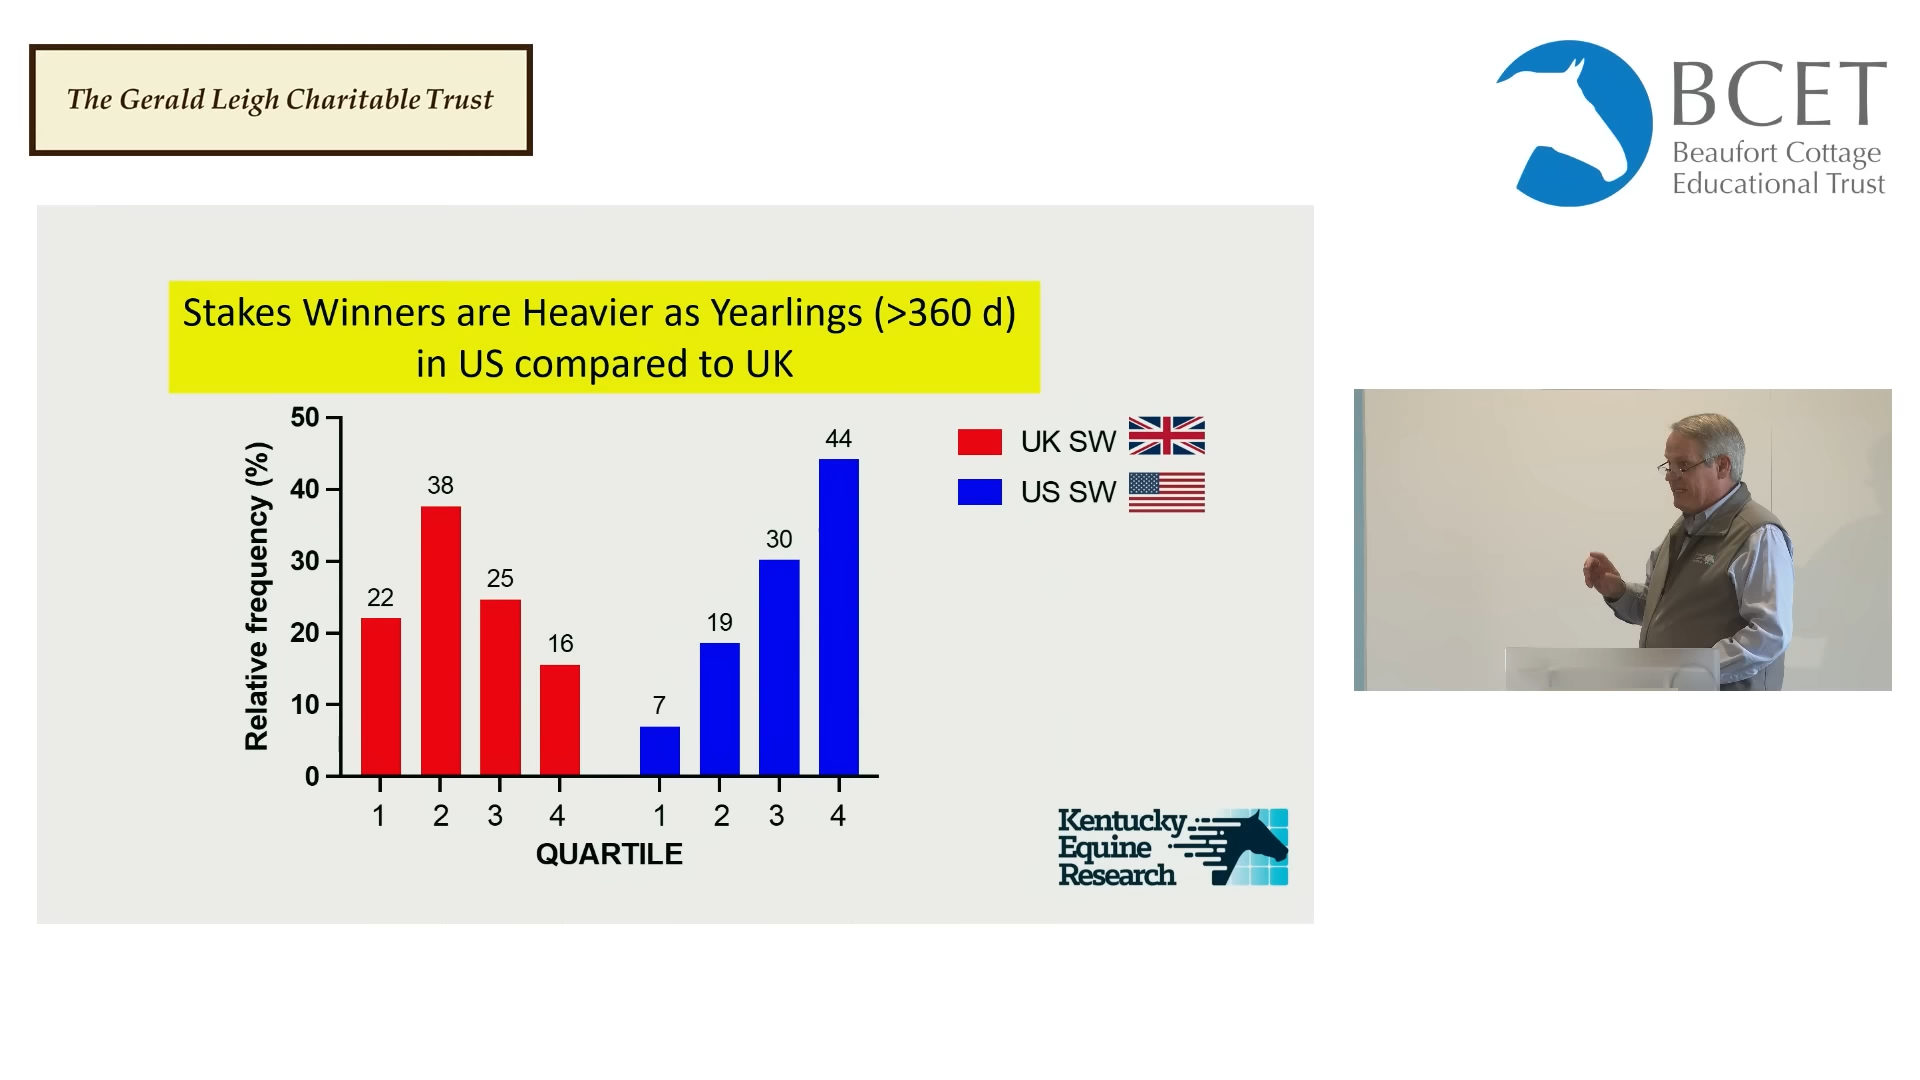 The Gerald Leigh Charitable Trust
BCET
Beaufort Cottage
Educational Trust
Stakes Winners are Heavier as Yearlings (>360 d)
in US compared to UK
Relative frequency (%)
50
40
30
20
10
0
22
38
25
16
7
19
30
44
1 2 3 4 1 2 3 4
QUARTILE
UK SW
US SW
Kentucky
Equine
Research